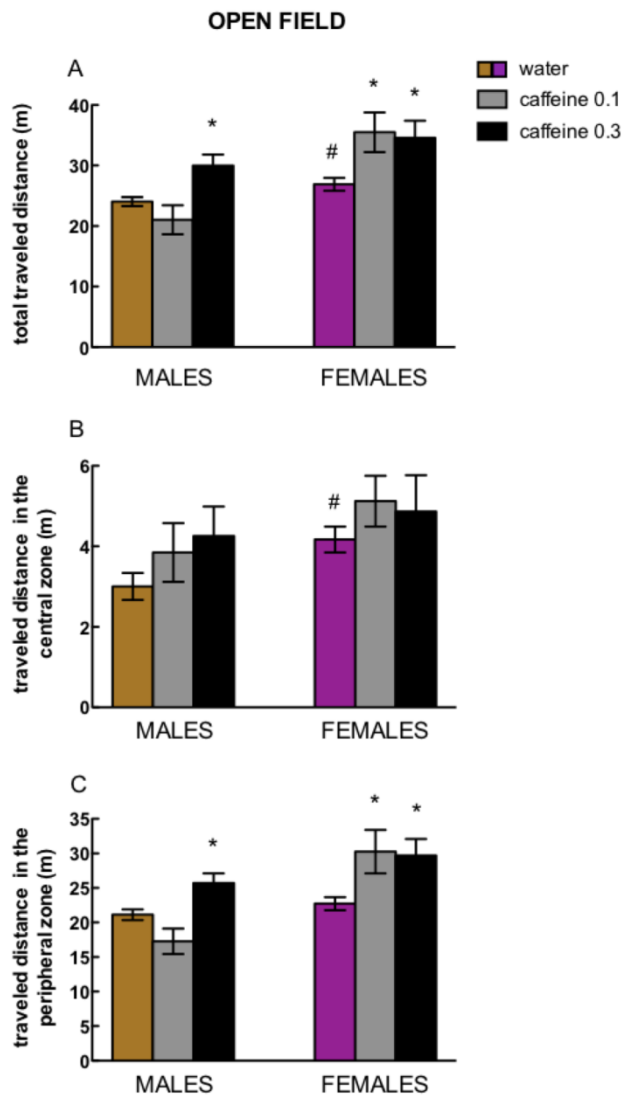 OPEN FIELD
A
water
caffeine 0.1
caffeine 0.3
total traveled distance (m)
40
30
20
10
0
*
#
*
*
MALES
FEMALES
B
traveled distance in the
central zone (m)
6
4
2
0
#
MALES
FEMALES
C
traveled distance in the
peripheral zone (m)
35
30
25
20
15
10
5
0
*
*
*
MALES
FEMALES